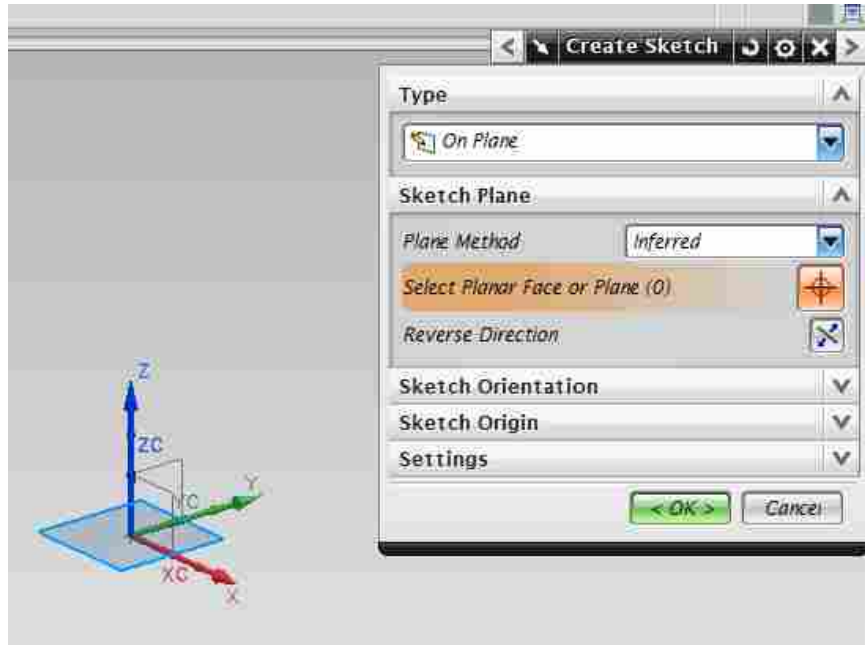 Create Sketch
Type
On Plane
Sketch Plane
Plane Method
Inferred
Select Planar Face or Plane (0)
Reverse Direction
Sketch Orientation
Sketch Origin
Settings
< OK >
Cancel
Z
ZC
Y
YC
XC
X